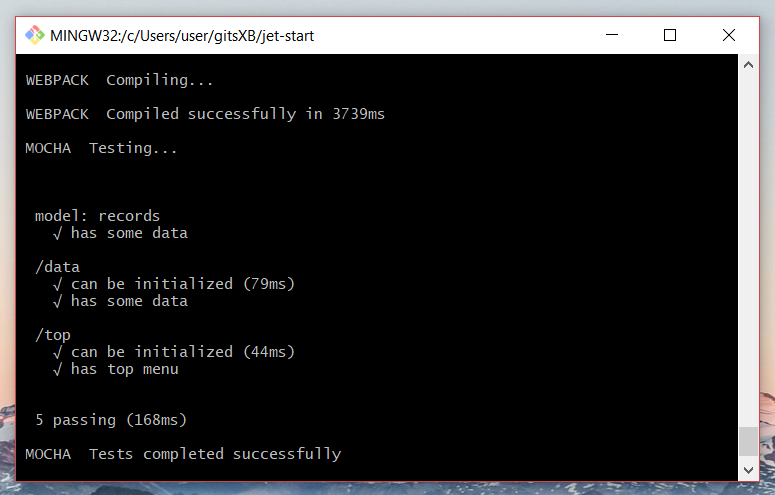 MINGW32:/c/Users/user/gitsXB/jet-start
WEBPACK  Compiling...
WEBPACK  Compiled successfully in 3739ms
MOCHA  Testing...
model: records
√ has some data
/data
√ can be initialized (79ms)
√ has some data
/top
√ can be initialized (44ms)
√ has top menu
5 passing (168ms)
MOCHA  Tests completed successfully